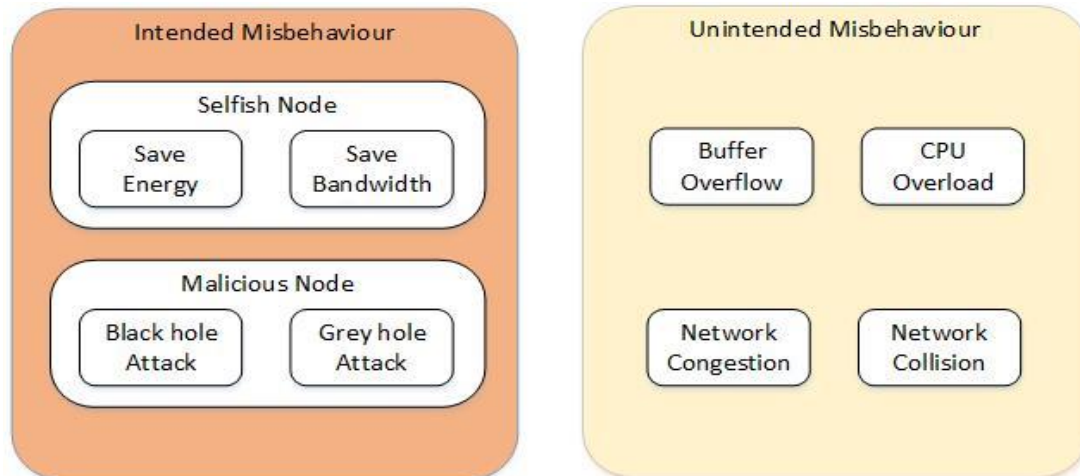 Intended Misbehaviour
Selfish Node
Save
Energy
Save
Bandwidth
Malicious Node
Black hole
Attack
Grey hole
Attack
Unintended Misbehaviour
Buffer
Overflow
CPU
Overload
Network
Congestion
Network
Collision